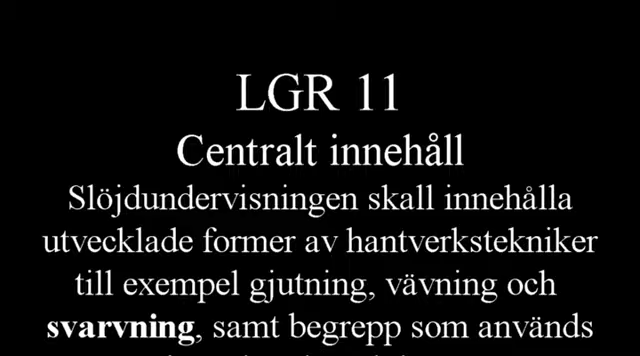 LGR 11
Centralt innehåll
Slöjdundervisningen skall innehålla
utvecklade former av hantverkstekniker
till exempel gjutning, vävning och
svarvning, samt begrepp som används